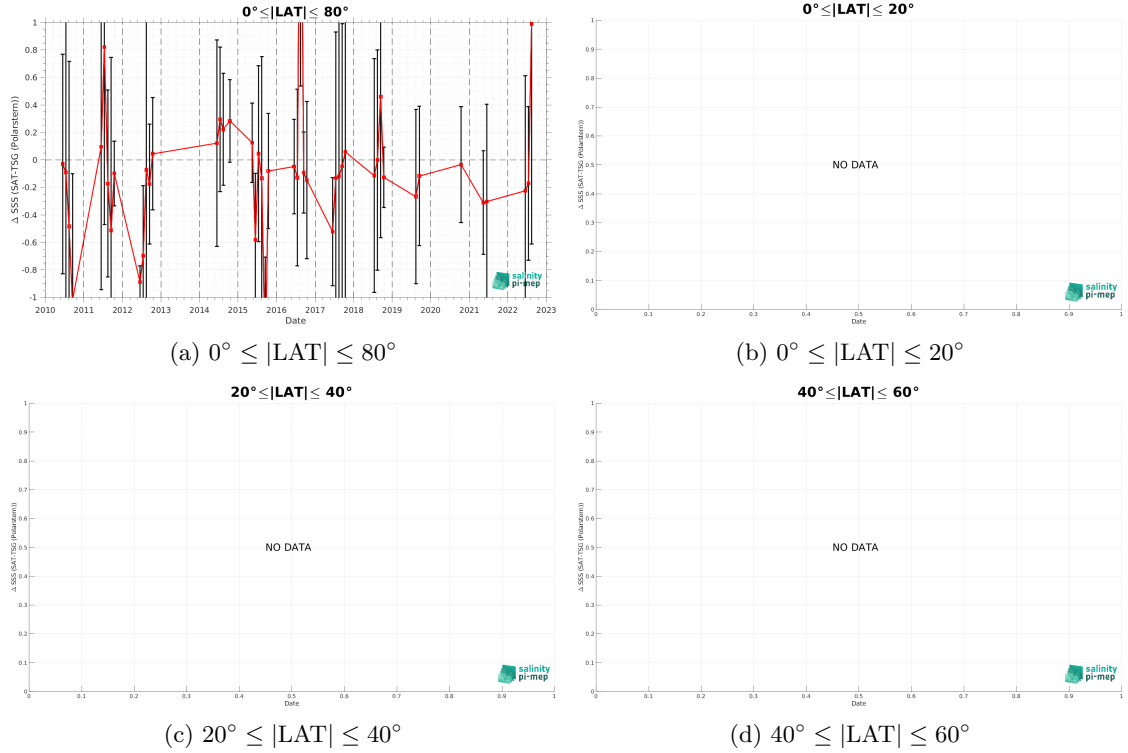 0°≤|LAT|≤ 80°
Δ SSS (SAT-TSG (Polarstern))
1
0.8
0.6
0.4
0.2
0
-0.2
-0.4
-0.6
-0.8
-1
2010 2011 2012 2013 2014 2015 2016 2017 2018 2019 2020 2021 2022 2023
Date
salinity
pi-mep
(a) 0° ≤ |LAT| ≤ 80°
0°≤|LAT|≤ 20°
Δ SSS (SAT-TSG (Polarstern))
1
0.9
0.8
0.7
0.6
0.5
0.4
0.3
0.2
0.1
0
NO DATA
0 0.1 0.2 0.3 0.4 0.5 0.6 0.7 0.8 0.9 1
Date
salinity
pi-mep
(b) 0° ≤ |LAT| ≤ 20°
20°≤|LAT|≤ 40°
Δ SSS (SAT-TSG (Polarstern))
1
0.9
0.8
0.7
0.6
0.5
0.4
0.3
0.2
0.1
0
NO DATA
0 0.1 0.2 0.3 0.4 0.5 0.6 0.7 0.8 0.9 1
Date
salinity
pi-mep
(c) 20° ≤ |LAT| ≤ 40°
40°≤|LAT|≤ 60°
Δ SSS (SAT-TSG (Polarstern))
1
0.9
0.8
0.7
0.6
0.5
0.4
0.3
0.2
0.1
0
NO DATA
0 0.1 0.2 0.3 0.4 0.5 0.6 0.7 0.8 0.9 1
Date
salinity
pi-mep
(d) 40° ≤ |LAT| ≤ 60°